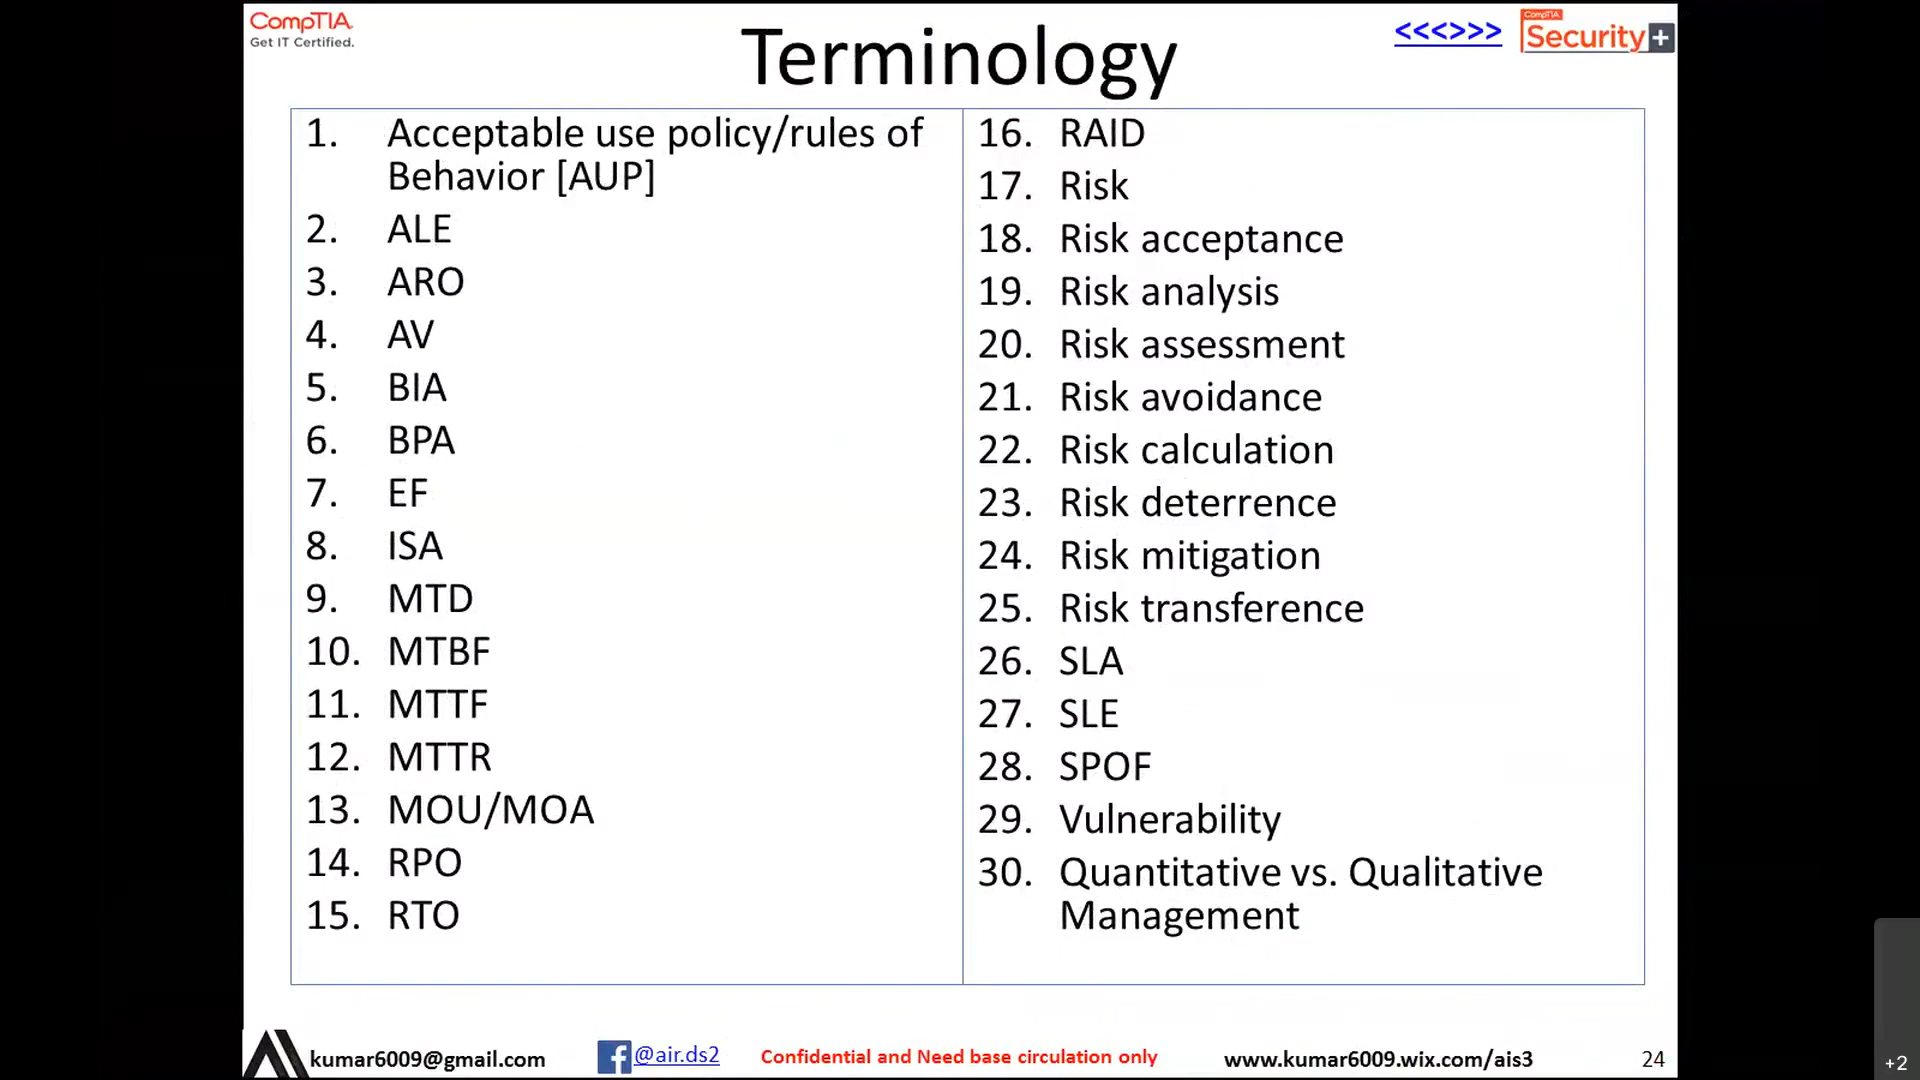 CompTIA.
Get IT Certified.
Terminology
<<<>>>
CompTIA
Security+
1. Acceptable use policy/rules of
Behavior [AUP]
2. ALE
3. ARO
4. AV
5. BIA
6. BPA
7. EF
8. ISA
9. MTD
10. MTBF
11. MTTF
12. MTTR
13. MOU/MOA
14. RPO
15. RTO
16. RAID
17. Risk
18. Risk acceptance
19. Risk analysis
20. Risk assessment
21. Risk avoidance
22. Risk calculation
23. Risk deterrence
24. Risk mitigation
25. Risk transference
26. SLA
27. SLE
28. SPOF
29. Vulnerability
30. Quantitative vs. Qualitative
Management
kumar6009@gmail.com
@air.ds2
Confidential and Need base circulation only
www.kumar6009.wix.com/ais3
24
+2